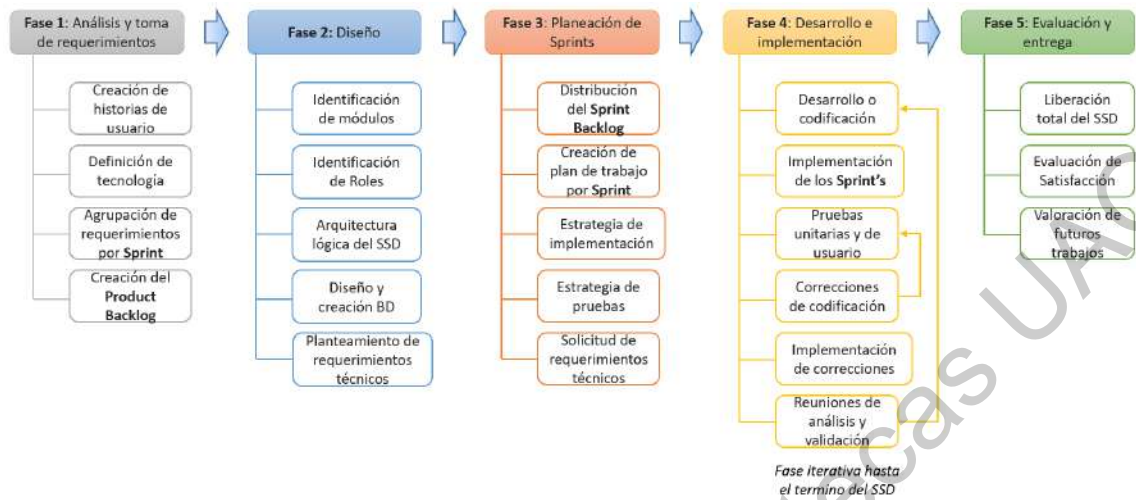 Fase 1: Análisis y toma
de requerimientos
Creación de
historias de
usuario
Definición de
tecnología
Agrupación de
requerimientos
por Sprint
Creación del
Product
Backlog
Fase 2: Diseño
Identificación
de módulos
Identificación
de Roles
Arquitectura
lógica del SSD
Diseño y
creación BD
Planteamiento de
requerimientos
técnicos
Fase 3: Planeación de
Sprints
Distribución
del Sprint
Backlog
Creación de
plan de trabajo
por Sprint
Estrategia de
implementación
Estrategia de
pruebas
Solicitud de
requerimientos
técnicos
Fase 4: Desarrollo e
implementación
Desarrollo o
codificación
Implementación
de los Sprint's
Pruebas
unitarias y de
usuario
Correcciones
de codificación
Implementación
de correcciones
Reuniones de
análisis y
validación
Fase iterativa hasta
el termino del SSD
Fase 5: Evaluación y
entrega
Liberación
total del SSD
Evaluación de
Satisfacción
Valoración de
futuros
trabajos